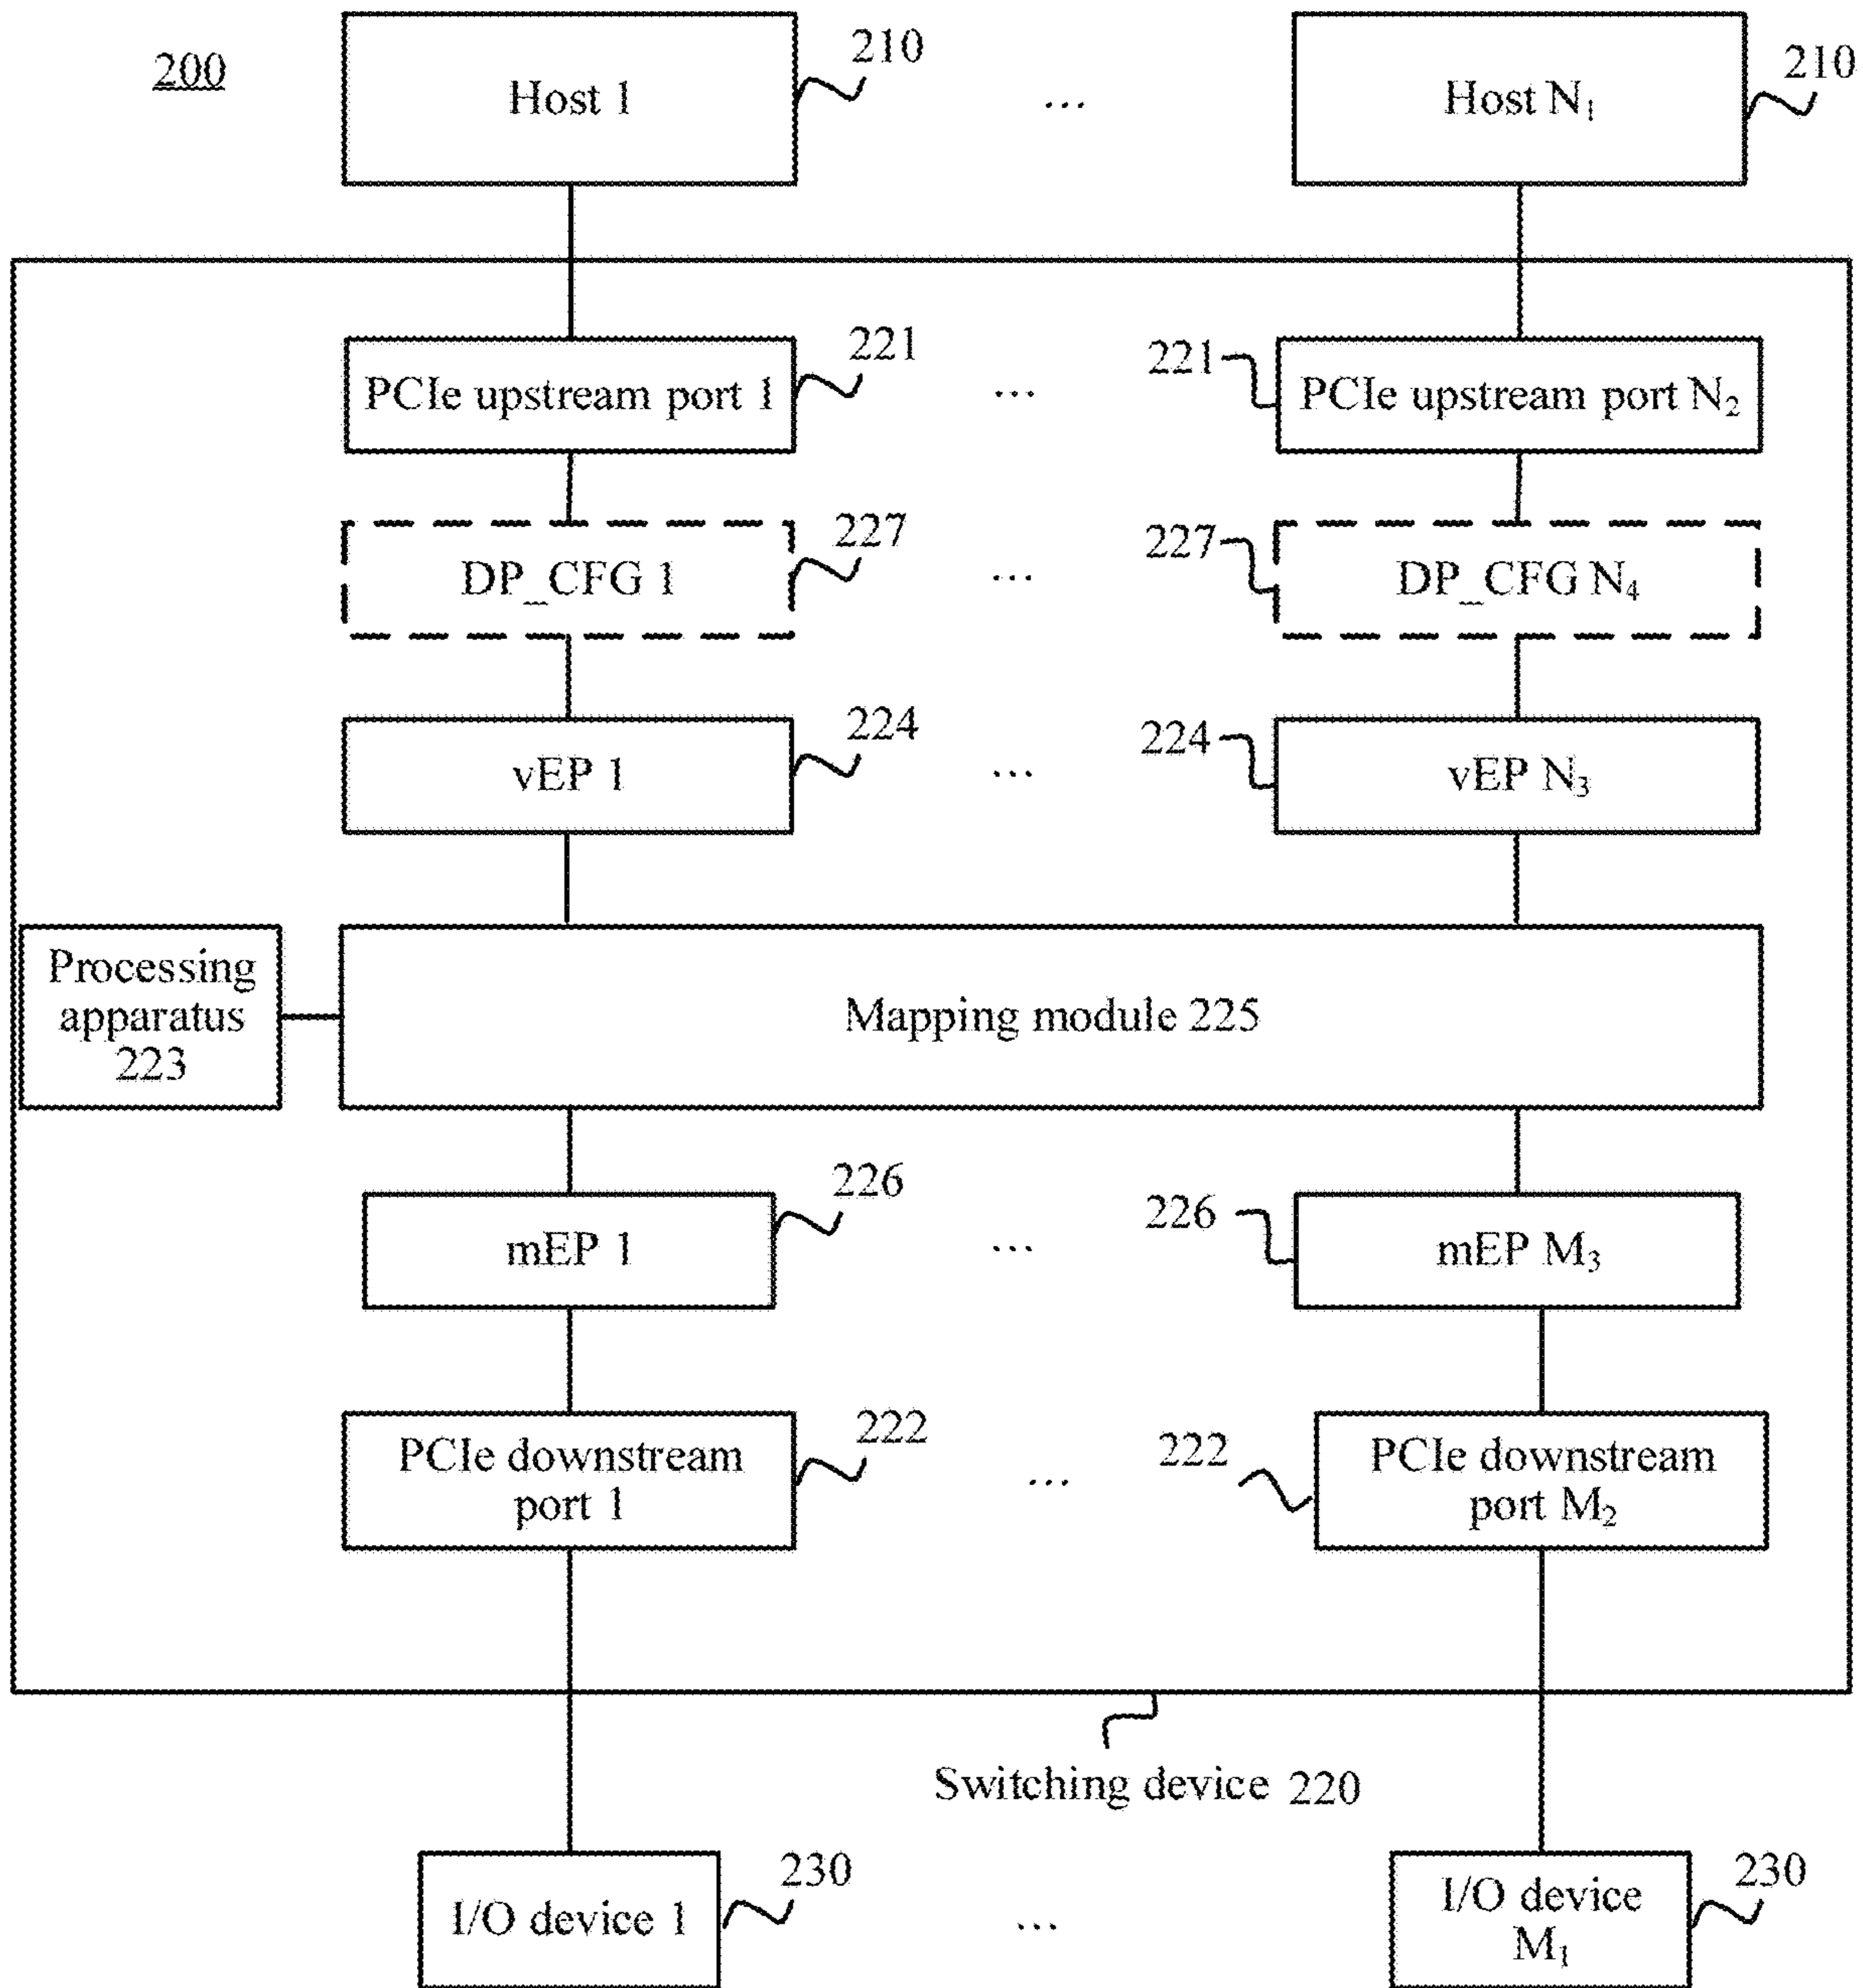 200
Host 1
210
...
Host N₁
210
PCIe upstream port 1
221
...
221
PCIe upstream port N₂
DP_CFG 1
227
...
227
DP_CFG N₄
vEP 1
224
...
224
vEP N₃
Processing
apparatus
223
Mapping module 225
mEP 1
226
...
226
mEP M₃
PCIe downstream
port 1
222
...
222
PCIe downstream
port M₂
Switching device 220
I/O device 1
230
...
I/O device
M₁
230